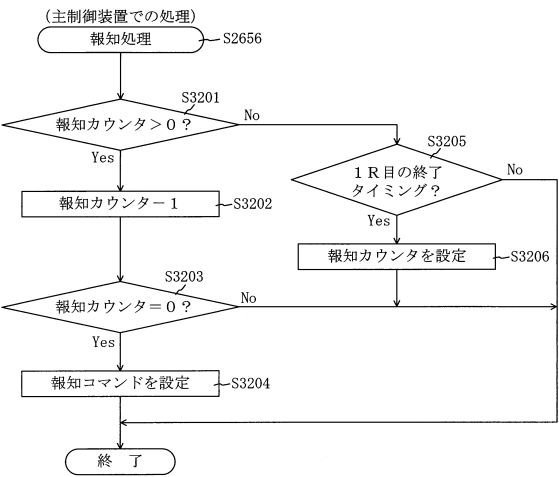 (主制御装置での処理)
報知処理
S2656
S3201
報知カウンタ>0?
No
Yes
S3205
1R目の終了
タイミング?
No
Yes
報知カウンタ-1
S3202
報知カウンタを設定
S3206
S3203
報知カウンタ=0?
No
Yes
報知コマンドを設定
S3204
終 了